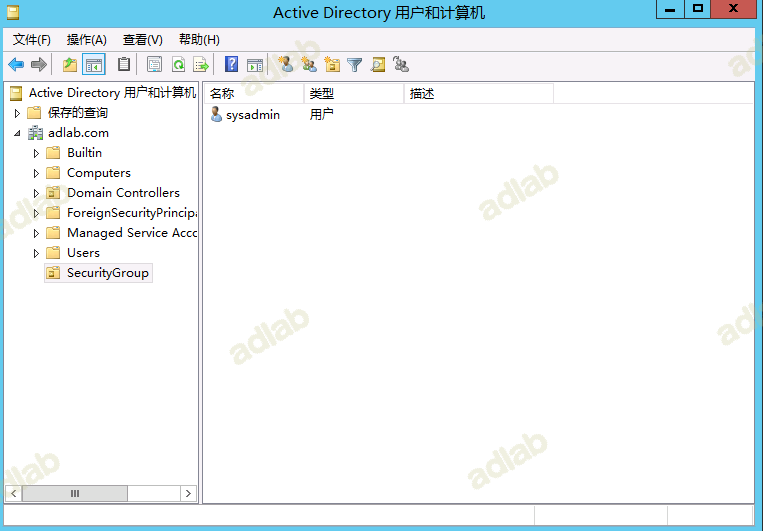 Active Directory 用户和计算机
文件(F) 操作(A) 查看(V) 帮助(H)
Active Directory 用户和计算机
保存的查询
adlab.com
Builtin
Computers
Domain Controllers
ForeignSecurityPrincipa
Managed Service Acco
Users
SecurityGroup
名称 类型 描述
sysadmin 用户
adlab
adlab
adlab
adlab
adlab
adlab
adlab
adlab